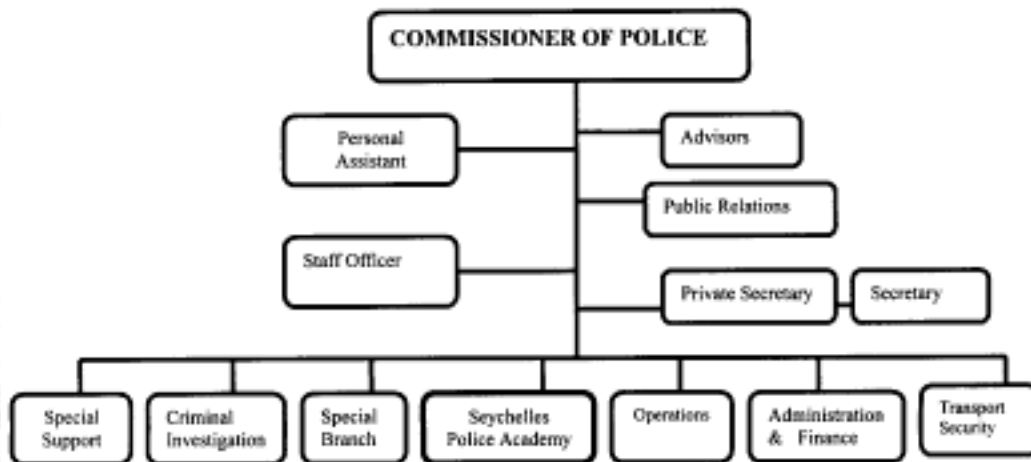 COMMISSIONER OF POLICE
Personal
Assistant
Advisors
Public Relations
Staff Officer
Private Secretary
Secretary
Special
Support
Criminal
Investigation
Special
Branch
Seychelles
Police Academy
Operations
Administration
& Finance
Transport
Security